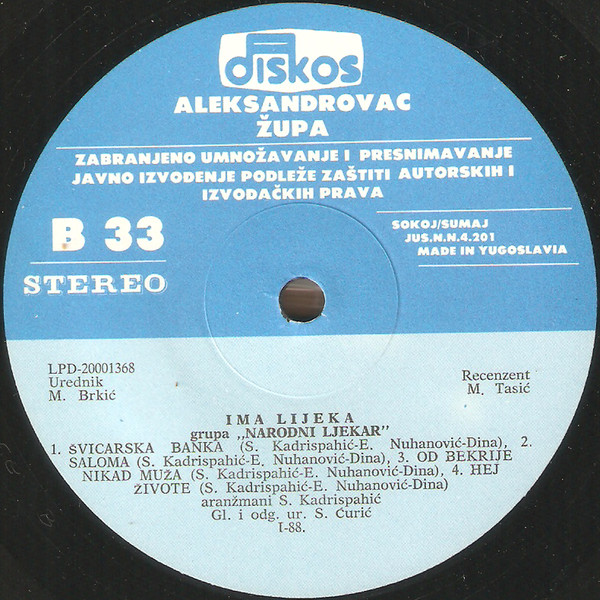 diskos
ALEKSANDROVAC
ŽUPA
ZABRANJENO UMNOŽAVANJE I PRESNIMAVANJE
JAVNO IZVOĐENJE PODLEŽE ZAŠTITI AUTORSKIH I
IZVOĐAČKIH PRAVA
B 33
STEREO
SOKOJ/SUMAJ
JUS.N.N.4.201
MADE IN YUGOSLAVIA
LPD-20001368
Urednik
M. Brkić
Recenzent
M. Tasić
IMA LIJEKA
grupa „NARODNI LJEKAR"
1. ŠVICARSKA BANKA (S. Kadrispahić-E. Nuhanović-Dina), 2.
SALOMA (S. Kadrispahić-E. Nuhanović-Dina), 3. OD BEKRIJE
NIKAD MUŽA (S. Kadrispahić-E. Nuhanović-Dina), 4. HEJ
ŽIVOTE (S. Kadrispahić-E. Nuhanović-Dina)
aranžmani S. Kadrispahić
Gl. i odg. ur. S. Ćurić
I-88.